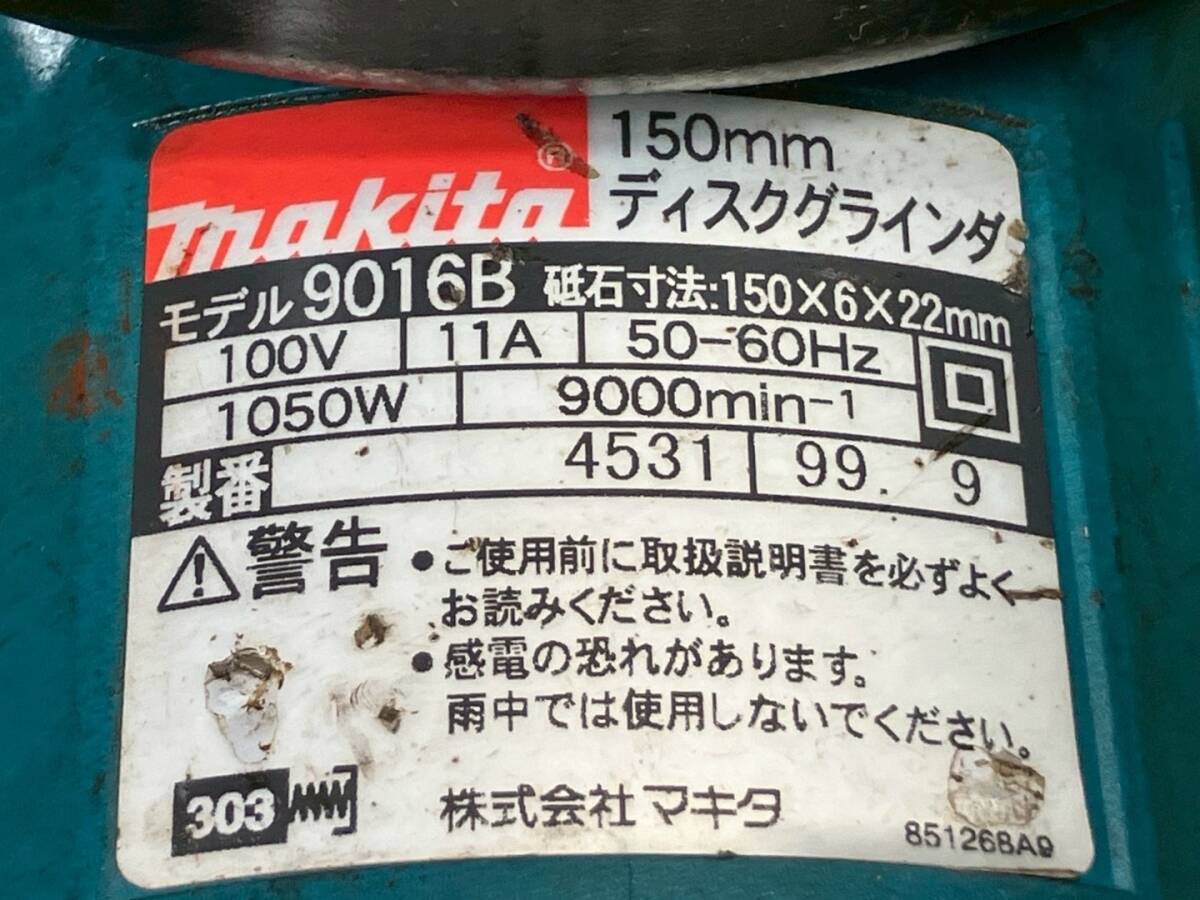 makita®
150mm
ディスクグラインダ
モデル 9016B 砥石寸法:150×6×22mm
100V 11A 50-60Hz
1050W 9000min-1
製番 4531 99. 9
警告 ●ご使用前に取扱説明書を必ずよく
お読みください。
●感電の恐れがあります。
雨中では使用しないでください。
303 株式会社マキタ
851268A9